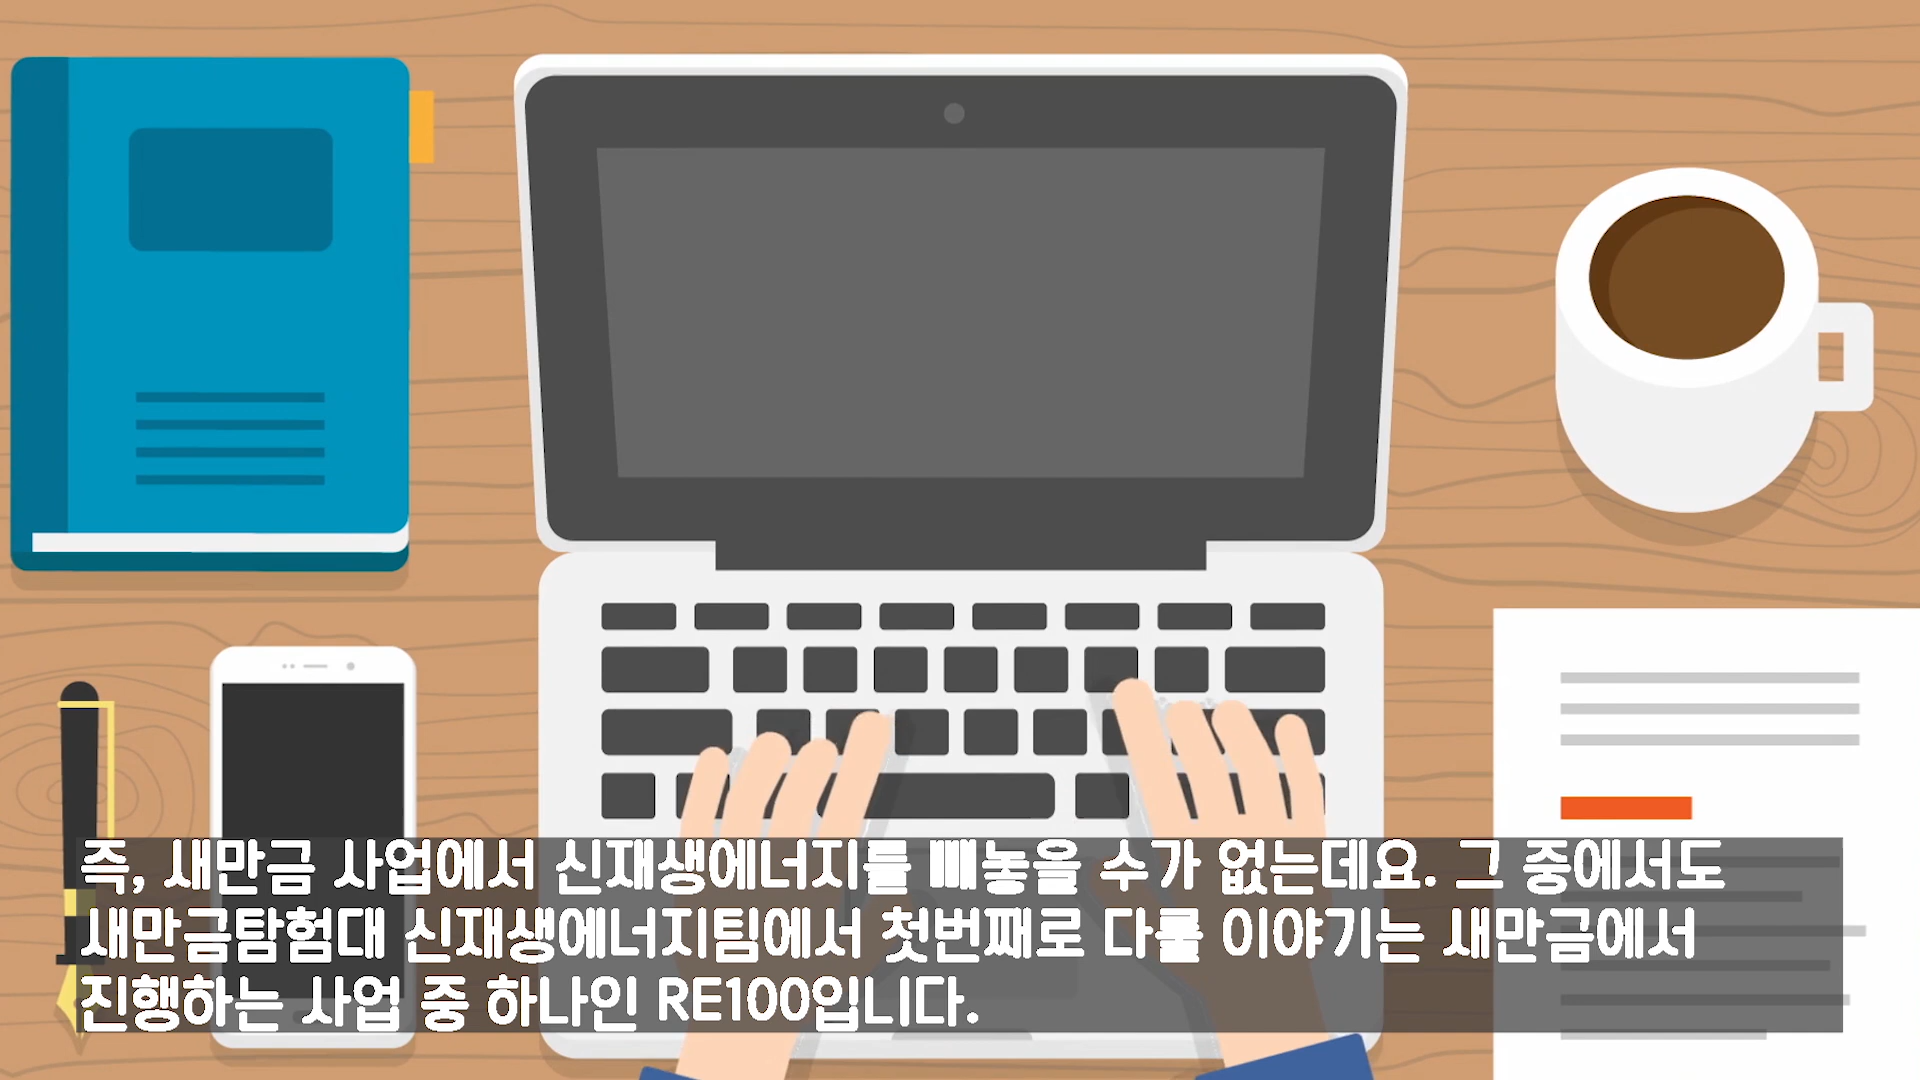 즉, 새만금 사업에서 신재생에너지를 빼놓을 수가 없는데요. 그 중에서도
새만금탐험대 신재생에너지팀에서 첫번째로 다룰 이야기는 새만금에서
진행하는 사업 중 하나인 RE100입니다.